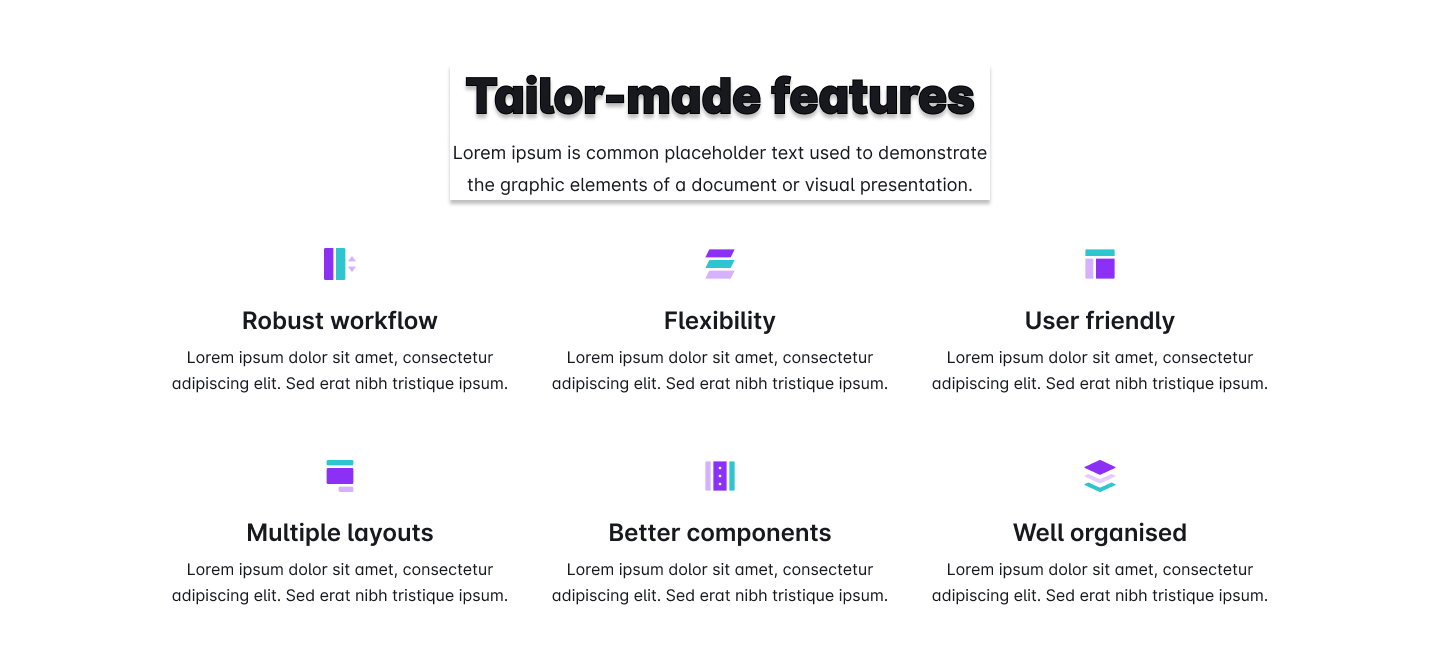 Tailor-made features
Lorem ipsum is common placeholder text used to demonstrate
the graphic elements of a document or visual presentation.
Robust workflow
Lorem ipsum dolor sit amet, consectetur
adipiscing elit. Sed erat nibh tristique ipsum.
Flexibility
Lorem ipsum dolor sit amet, consectetur
adipiscing elit. Sed erat nibh tristique ipsum.
User friendly
Lorem ipsum dolor sit amet, consectetur
adipiscing elit. Sed erat nibh tristique ipsum.
Multiple layouts
Lorem ipsum dolor sit amet, consectetur
adipiscing elit. Sed erat nibh tristique ipsum.
Better components
Lorem ipsum dolor sit amet, consectetur
adipiscing elit. Sed erat nibh tristique ipsum.
Well organised
Lorem ipsum dolor sit amet, consectetur
adipiscing elit. Sed erat nibh tristique ipsum.